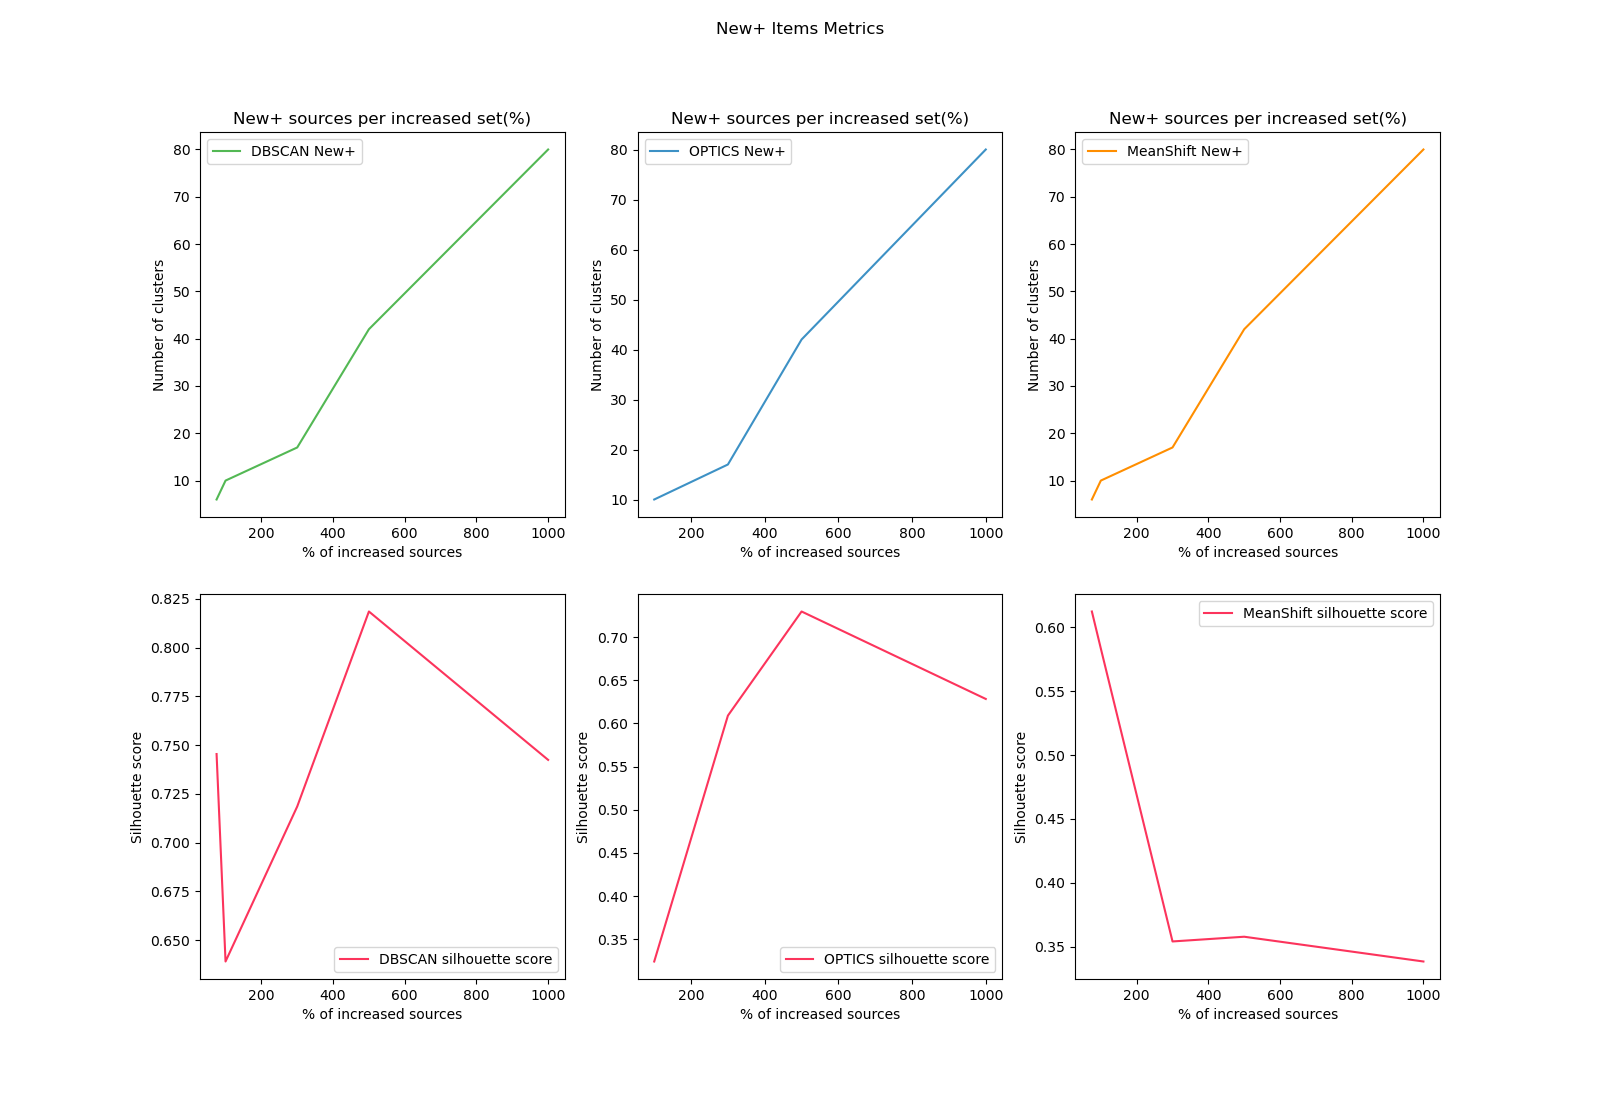 New+ Items Metrics
New+ sources per increased set(%)
DBSCAN New+
Number of clusters
80
70
60
50
40
30
20
10
200 400 600 800 1000
% of increased sources
New+ sources per increased set(%)
OPTICS New+
Number of clusters
80
70
60
50
40
30
20
10
200 400 600 800 1000
% of increased sources
New+ sources per increased set(%)
MeanShift New+
Number of clusters
80
70
60
50
40
30
20
10
200 400 600 800 1000
% of increased sources
Silhouette score
0.825
0.800
0.775
0.750
0.725
0.700
0.675
0.650
DBSCAN silhouette score
200 400 600 800 1000
% of increased sources
Silhouette score
0.70
0.65
0.60
0.55
0.50
0.45
0.40
0.35
OPTICS silhouette score
200 400 600 800 1000
% of increased sources
MeanShift silhouette score
Silhouette score
0.60
0.55
0.50
0.45
0.40
0.35
200 400 600 800 1000
% of increased sources